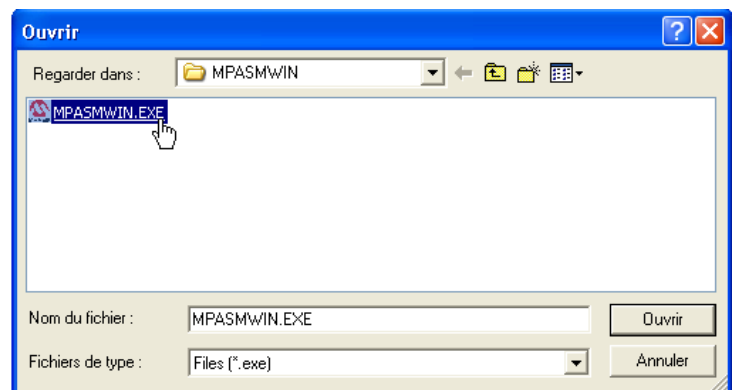 Ouvrir
Regarder dans :
MPASMWIN
MPASMWIN.EXE
Nom du fichier :
MPASMWIN.EXE
Ouvrir
Fichiers de type :
Files (*.exe)
Annuler